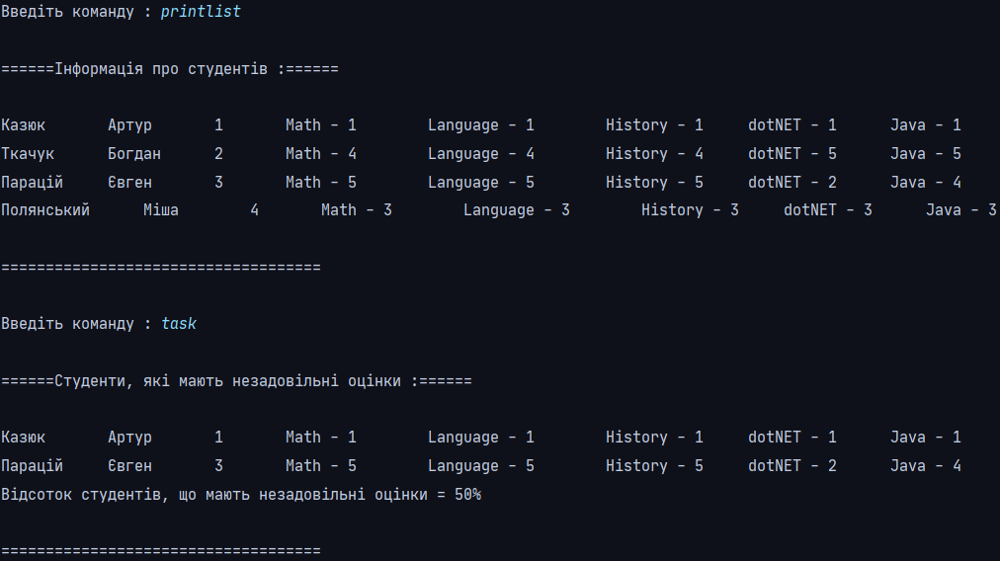 Введіть команду : printlist
======Інформація про студентів :======
Казюк Артур 1 Math - 1 Language - 1 History - 1 dotNET - 1 Java - 1
Ткачук Богдан 2 Math - 4 Language - 4 History - 4 dotNET - 5 Java - 5
Парацій Євген 3 Math - 5 Language - 5 History - 5 dotNET - 2 Java - 4
Полянський Міша 4 Math - 3 Language - 3 History - 3 dotNET - 3 Java - 3
====================================
Введіть команду : task
======Студенти, які мають незадовільні оцінки :======
Казюк Артур 1 Math - 1 Language - 1 History - 1 dotNET - 1 Java - 1
Парацій Євген 3 Math - 5 Language - 5 History - 5 dotNET - 2 Java - 4
Відсоток студентів, що мають незадовільні оцінки = 50%
====================================